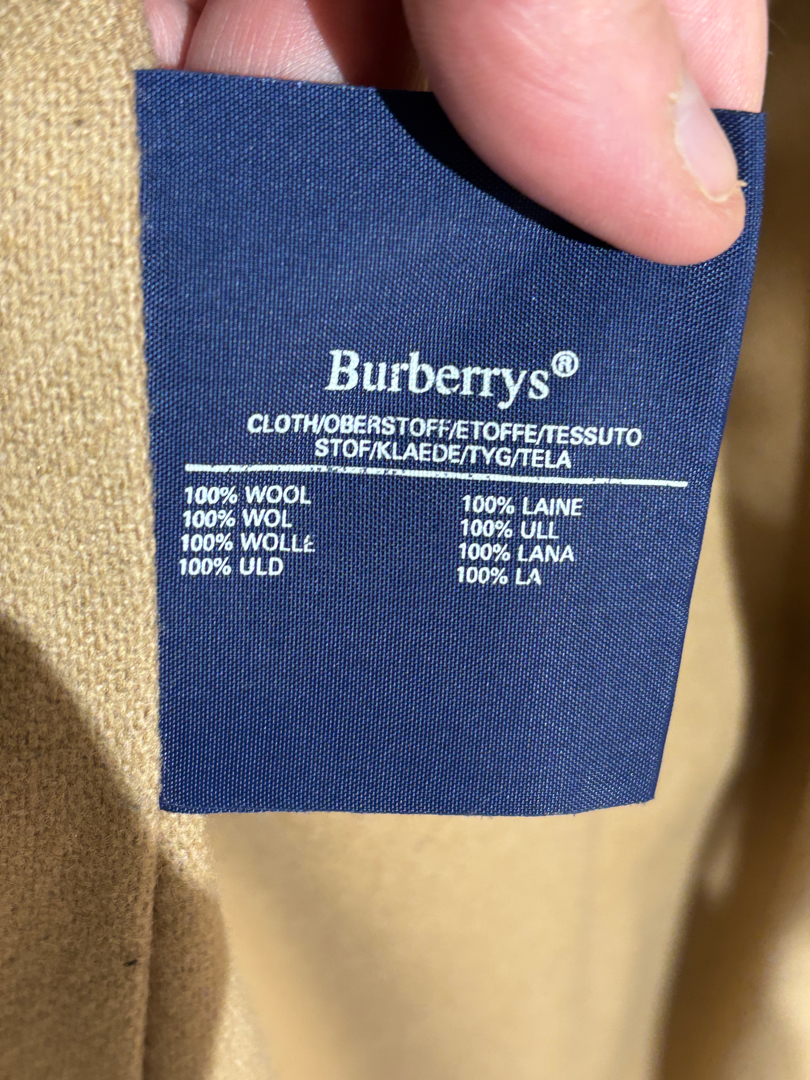 Burberrys®
CLOTH/OBERSTOFF/ETOFFE/TESSUTO
STOF/KLAEDE/TYG/TELA
100% WOOL
100% WOL
100% WOLLE
100% ULD
100% LAINE
100% ULL
100% LANA
100% LA